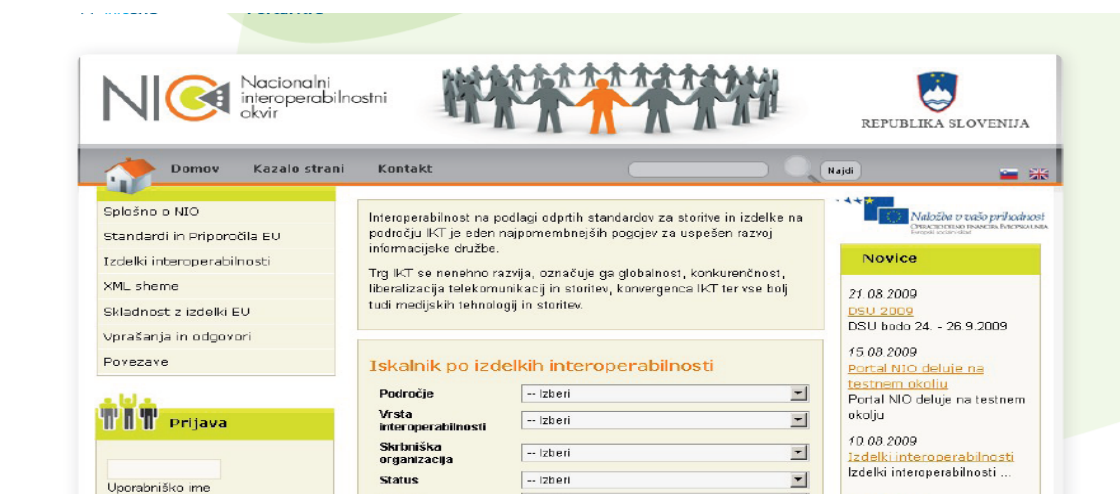 NIO
Nacionalni
interoperabilnostni
okvir
REPUBLIKA SLOVENIJA
Domov
Kazalo strani
Kontakt
Najdi
Splošno o NIO
Standardi in Priporočila EU
Izdelki interoperabilnosti
XML sheme
Skladnost z izdelki EU
Vprašanja in odgovori
Povezave
Prijava
Uporabniško ime
Interoperabilnost na podlagi odprtih standardov za storitve in izdelke na
področju IKT je eden najpomembnejših pogojev za uspešen razvoj
informacijske družbe.
Trg IKT se nenehno razvija, označuje ga globalnost, konkurenčnost,
liberalizacija telekomunikacij in storitev, konvergenca IKT ter vse bolj
tudi medijskih tehnologij in storitev.
Iskalnik po izdelkih interoperabilnosti
Področje
-- Izberi
Vrsta
interoperabilnosti
-- Izberi
Skrbniška
organizacija
-- Izberi
Status
-- Izberi
Naložba v vašo prihodnost
Novice
21.08.2009
DSU 2009
DSU bodo 24. - 26.9.2009
15.08.2009
Portal NIO deluje na
testnem okolju
Portal NIO deluje na testnem
okolju
10.08.2009
Izdelki interoperabilnosti
Izdelki interoperabilnosti ...